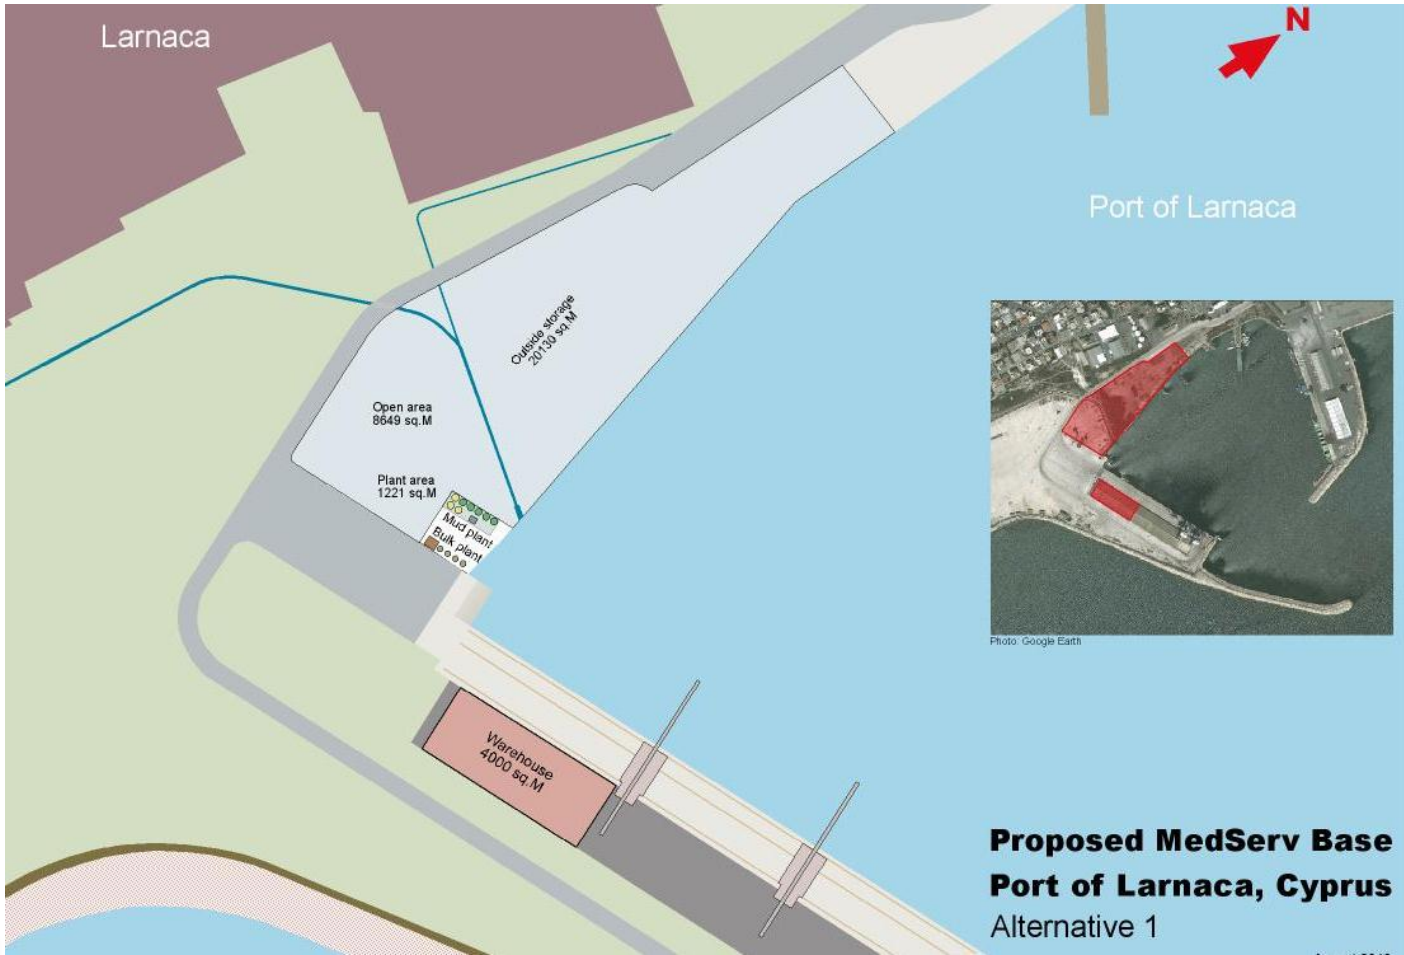 Larnaca
N
Port of Larnaca
Outside storage
20130 sq.M
Open area
8649 sq.M
Plant area
1221 sq.M
Mud plant
Bulk plant
Photo: Google Earth
Warehouse
4000 sq.M
Proposed MedServ Base
Port of Larnaca, Cyprus
Alternative 1